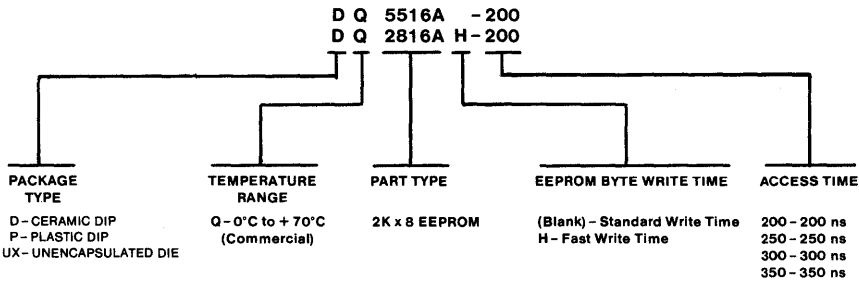 D Q 5516A -200
D Q 2816A H-200
PACKAGE TYPE
D-CERAMIC DIP
P-PLASTIC DIP
UX-UNENCAPSULATED DIE
TEMPERATURE RANGE
Q-0°C to +70°C
(Commercial)
PART TYPE
2K x 8 EEPROM
EEPROM BYTE WRITE TIME
(Blank)-Standard Write Time
H-Fast Write Time
ACCESS TIME
200-200 ns
250-250 ns
300-300 ns
350-350 ns